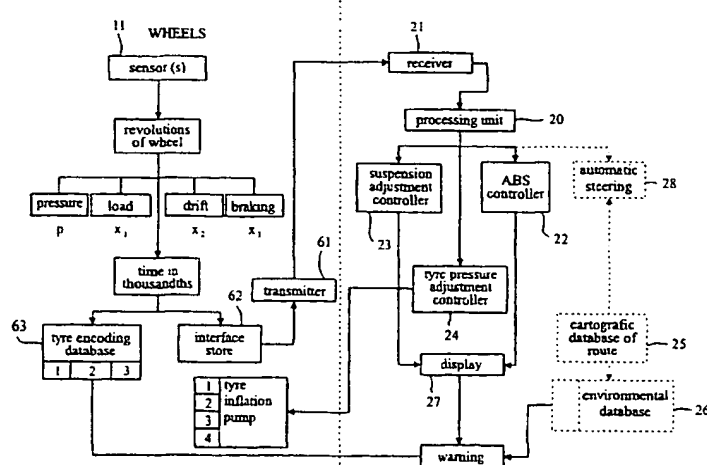 11
WHEELS
sensor (s)
revolutions
of wheel
pressure
load
drift
braking
p
x₁
x₂
x₁
time in
thousandths
63
62
61
tyre encoding
database
1 2 3
interface
store
transmitter
1 tyre
2 inflation
3 pump
4
21
receiver
processing unit
20
suspension
adjustment
controller
23
ABS
controller
22
automatic
steering
28
tyre pressure
adjustment
controller
24
display
27
cartografic
database of
route
25
environmental
database
26
warning